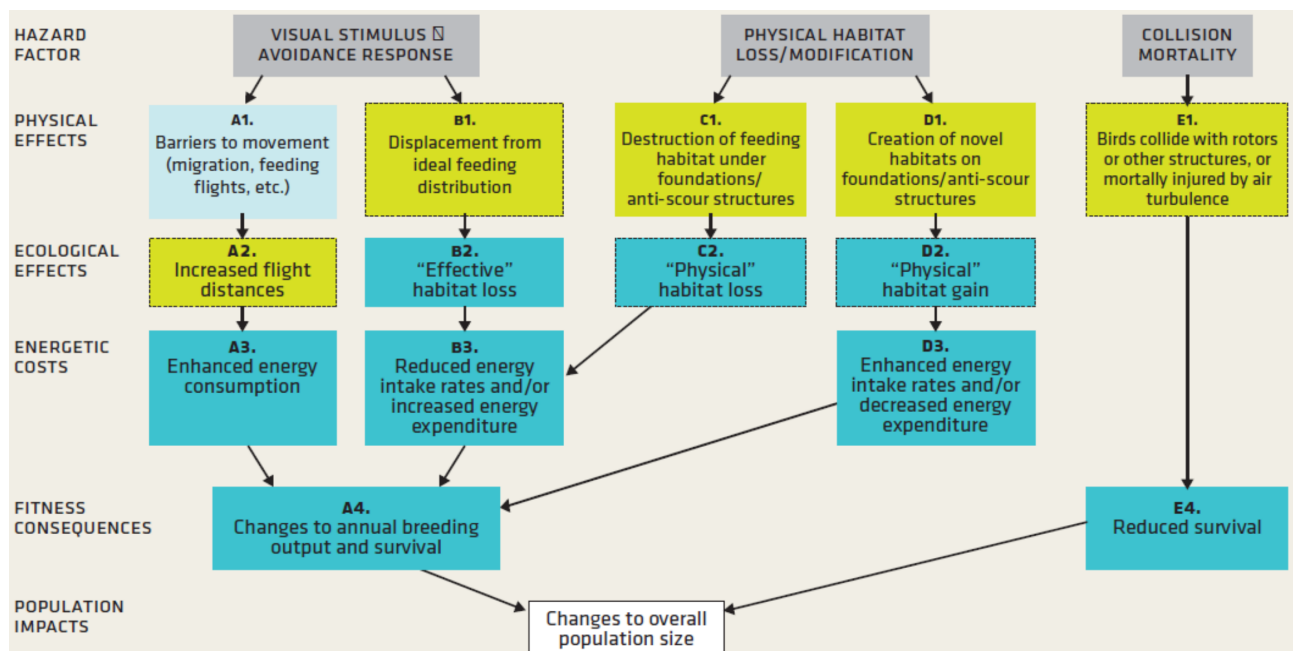 HAZARD
FACTOR
VISUAL STIMULUS
AVOIDANCE RESPONSE
PHYSICAL HABITAT
LOSS/MODIFICATION
COLLISION
MORTALITY
PHYSICAL
EFFECTS
A1.
Barriers to movement
(migration, feeding
flights, etc.)
B1.
Displacement from
ideal feeding
distribution
C1.
Destruction of feeding
habitat under
foundations/
anti-scour structures
D1.
Creation of novel
habitats on
foundations/anti-scour
structures
E1.
Birds collide with rotors
or other structures, or
mortally injured by air
turbulence
ECOLOGICAL
EFFECTS
A2.
Increased flight
distances
B2.
“Effective”
habitat loss
C2.
“Physical”
habitat loss
D2.
“Physical”
habitat gain
ENERGETIC
COSTS
A3.
Enhanced energy
consumption
B3.
Reduced energy
intake rates and/or
increased energy
expenditure
D3.
Enhanced energy
intake rates and/or
decreased energy
expenditure
FITNESS
CONSEQUENCES
A4.
Changes to annual breeding
output and survival
E4.
Reduced survival
POPULATION
IMPACTS
Changes to overall
population size